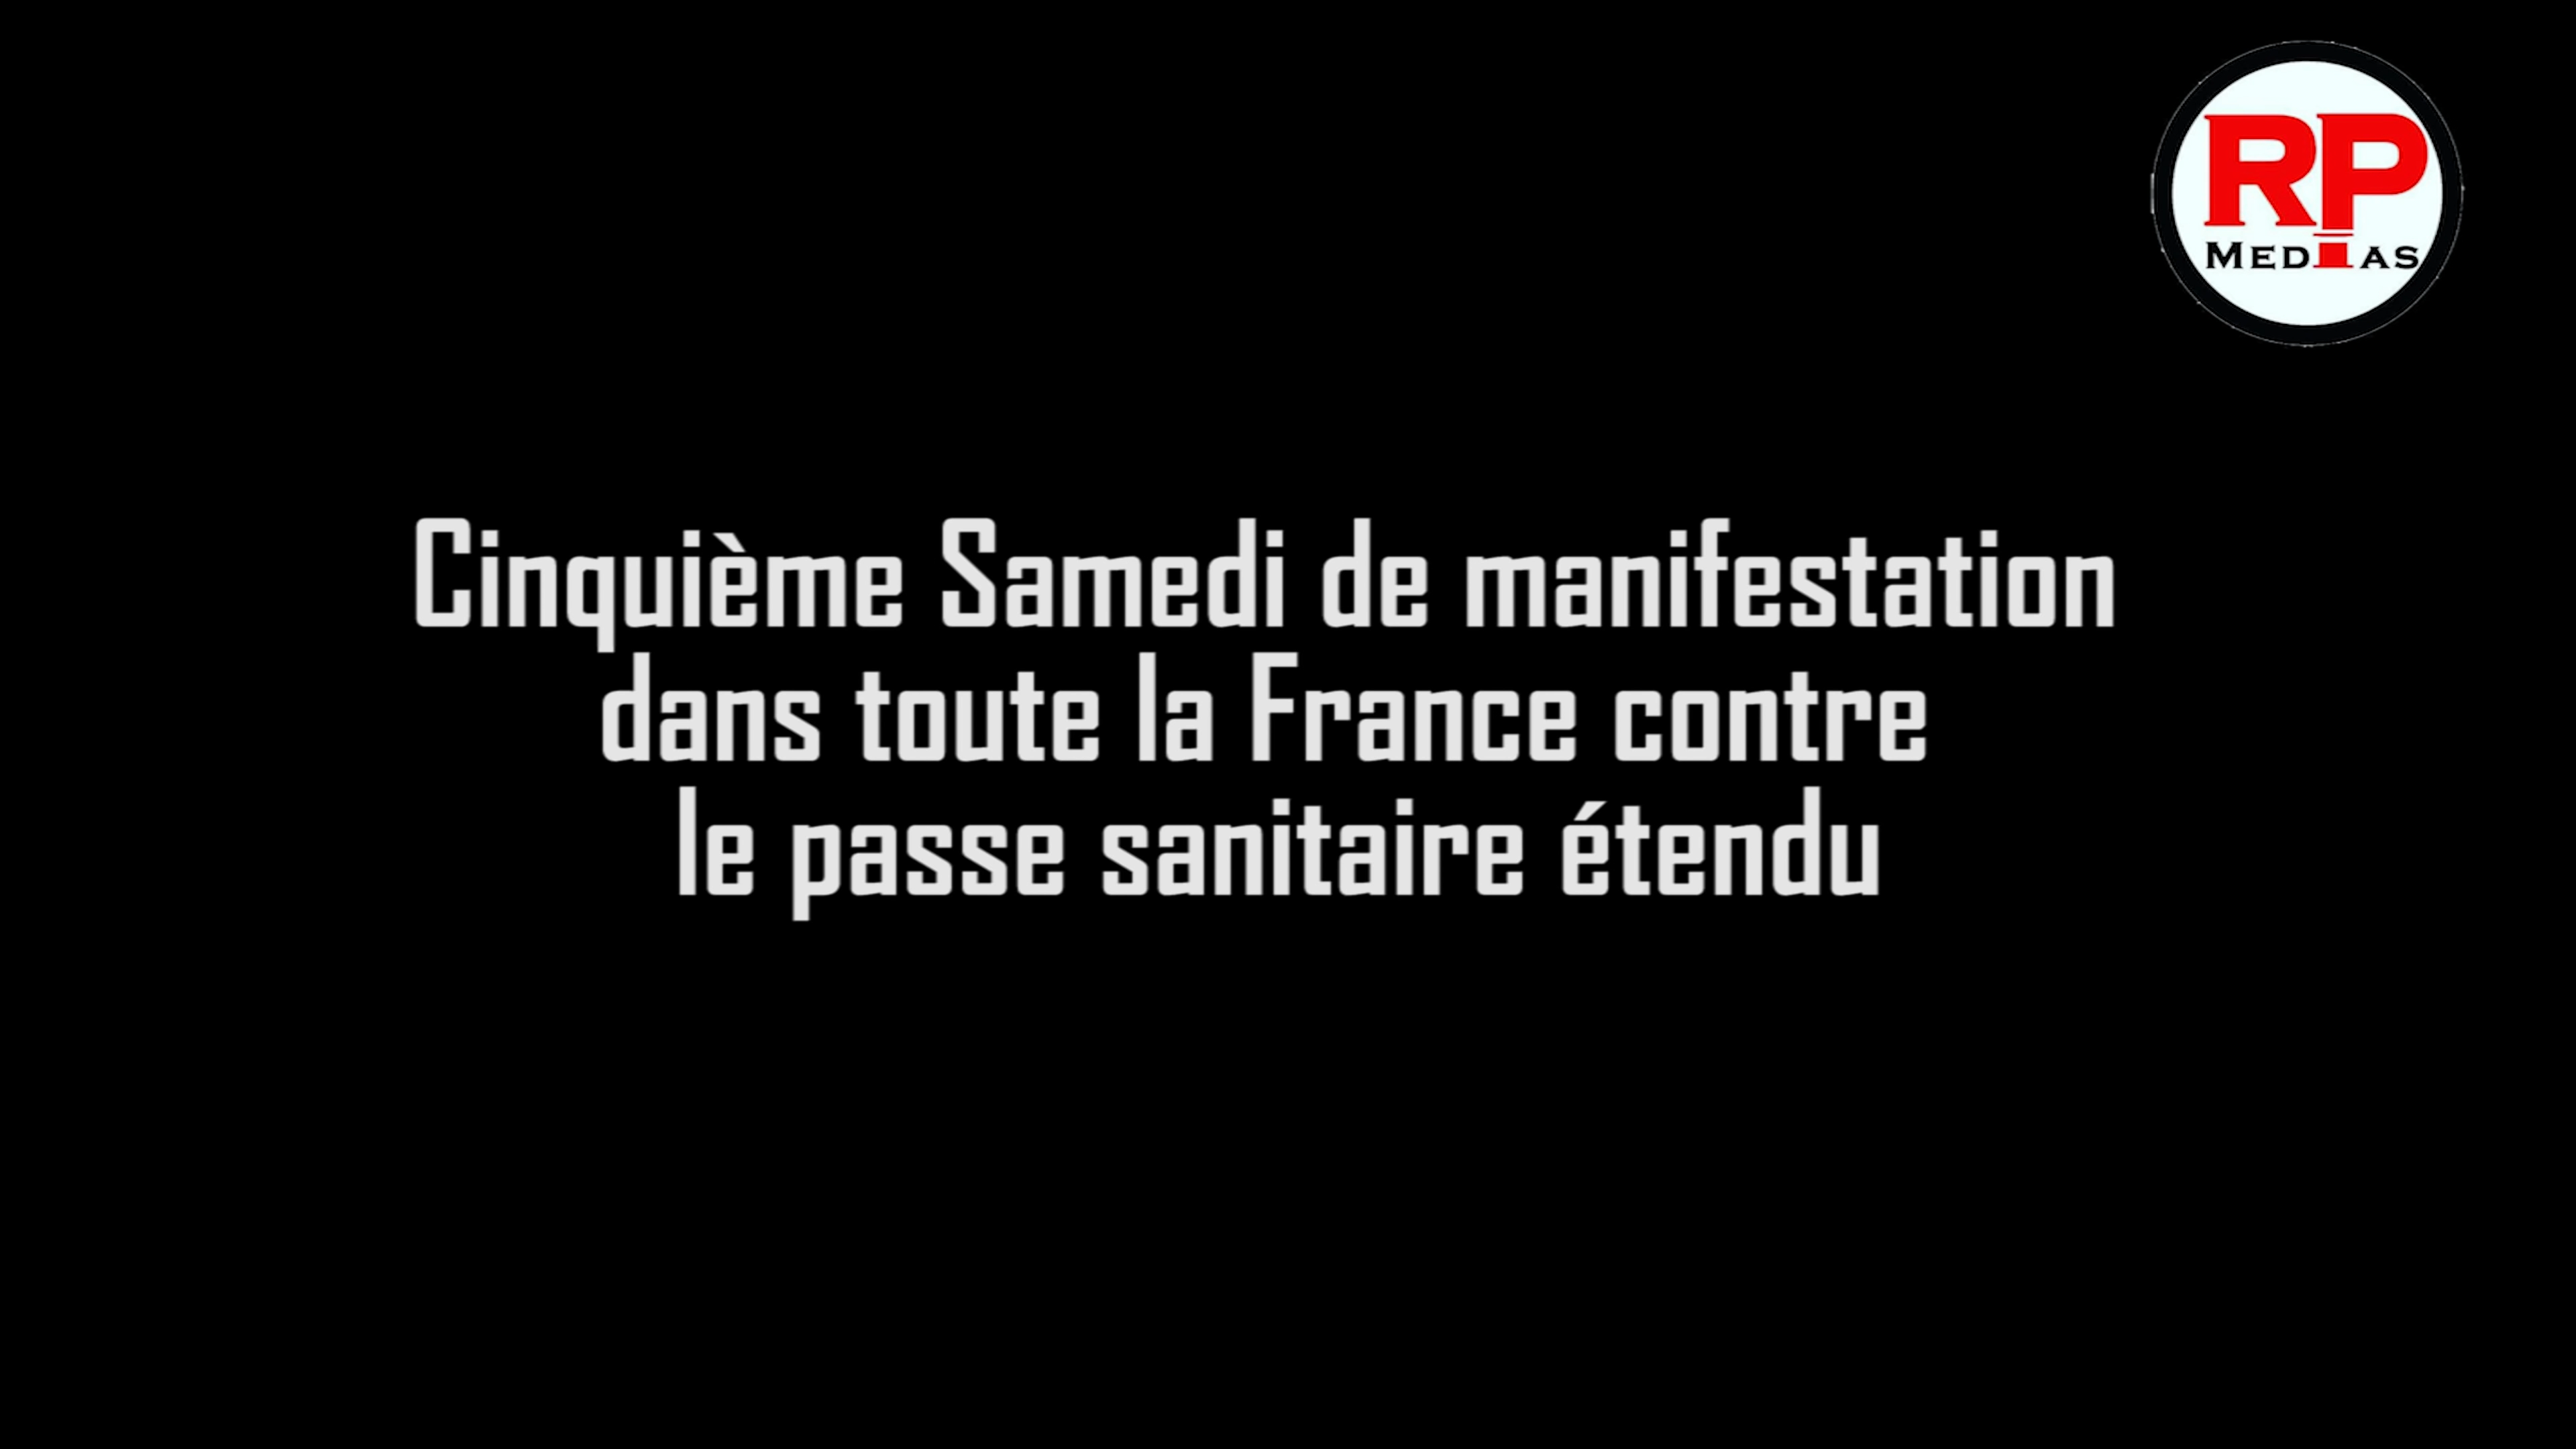 RP
MEDIAS
Cinquième Samedi de manifestation
dans toute la France contre
le passe sanitaire étendu